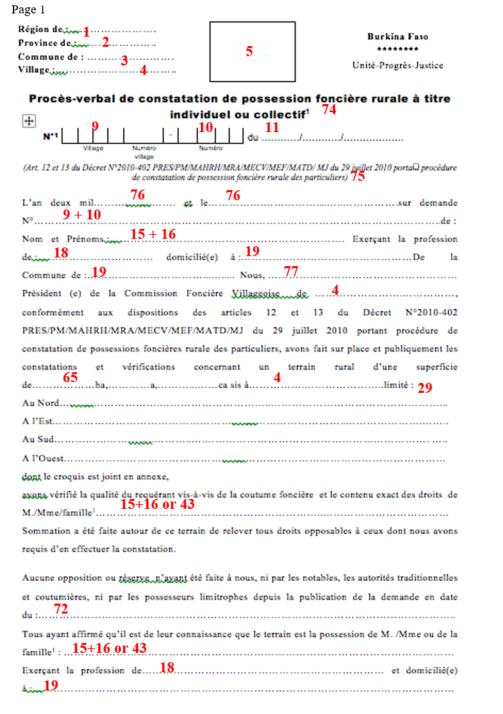 Page 1
Région de :……1……………….
Province de :……2…………….
Commune de : ………3…………….
Village :……………4…….
5
Burkina Faso
********
Unité-Progrès-Justice
Procès-verbal de constatation de possession foncière rurale à titre
individuel ou collectif¹ 74
N°1 9 - 10 du 11……/……/…………………
Village Numéro village Numéro
(Art. 12 et 13 du Décret N°2010-402 PRES/PM/MAHRH/MRA/MECV/MEF/MATD/ MJ du 29 juillet 2010 portant procédure
de constatation de possession foncière rurale des particuliers) 75
L'an deux mil……76………… et le……76……………………………sur demande
N°………9 + 10……………………………………………………de :
Nom et Prénoms :……15 + 16……………………………… Exerçant la profession
de :……18…………… domicilié(e) à : 19……………………De la
Commune de :…19……………………… Nous, ……77……………………
Président (e) de la Commission Foncière Villageoise de ……4……………………,
conformément aux dispositions des articles 12 et 13 du Décret N°2010-402
PRES/PM/MAHRH/MRA/MECV/MEF/MATD/MJ du 29 juillet 2010 portant procédure de
constatation de possessions foncières rurales des particuliers, avons fait sur place et publiquement les
constatations et vérifications concernant un terrain rural d'une superficie
de………65……ha,…………a,……………ca sis à………4……………………limité : 29
Au Nord……………………………………………………………………
A l'Est……………………………………………………………………
Au Sud……………………………………………………………………
A l'Ouest……………………………………………………………………
dont le croquis est joint en annexe,
avons vérifié la qualité du requérant vis-à-vis de la coutume foncière et le contenu exact des droits de
M./Mme/famille¹………15+16 or 43……………………………………………
Sommation a été faite autour de ce terrain de relever tous droits opposables à ceux dont nous avons
requis d'en effectuer la constatation.
Aucune opposition ou réserve n'ayant été faite à nous, ni par les notables, les autorités traditionnelles
et coutumières, ni par les possesseurs limitrophes depuis la publication de la demande en date
du :……72……………………………………………………………………
Tous ayant affirmé qu'il est de leur connaissance que le terrain est la possession de M. /Mme ou de la
famille¹ : …15+16 or 43……………………………………………………
Exerçant la profession de……18……………………………………… et domicilié(e)
à :……19……………………………………………………………………